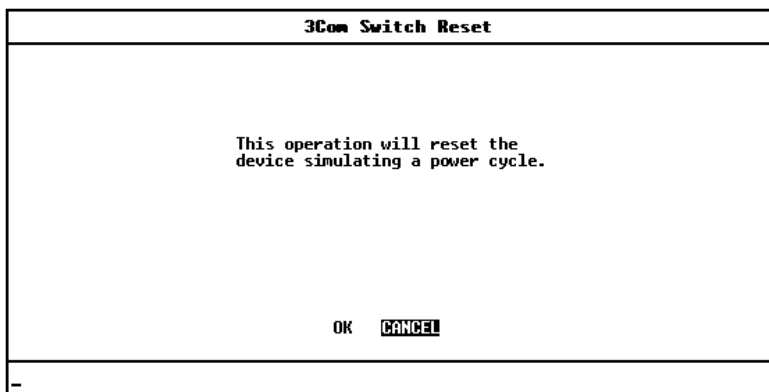 3Com Switch Reset
This operation will reset the
device simulating a power cycle.
OK CANCEL